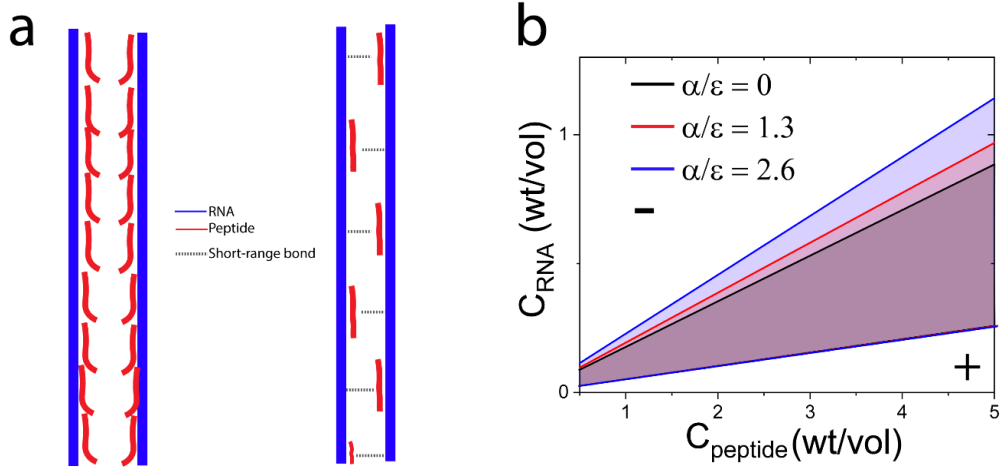 a
RNA
Peptide
Short-range bond
b
α/ε = 0
α/ε = 1.3
α/ε = 2.6
-
+
C_RNA (wt/vol)
1
0
1
2
3
4
5
C_peptide (wt/vol)